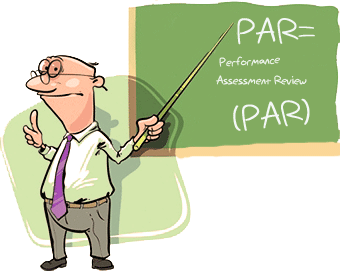 PAR=
Performance
Assessment Review
(PAR)